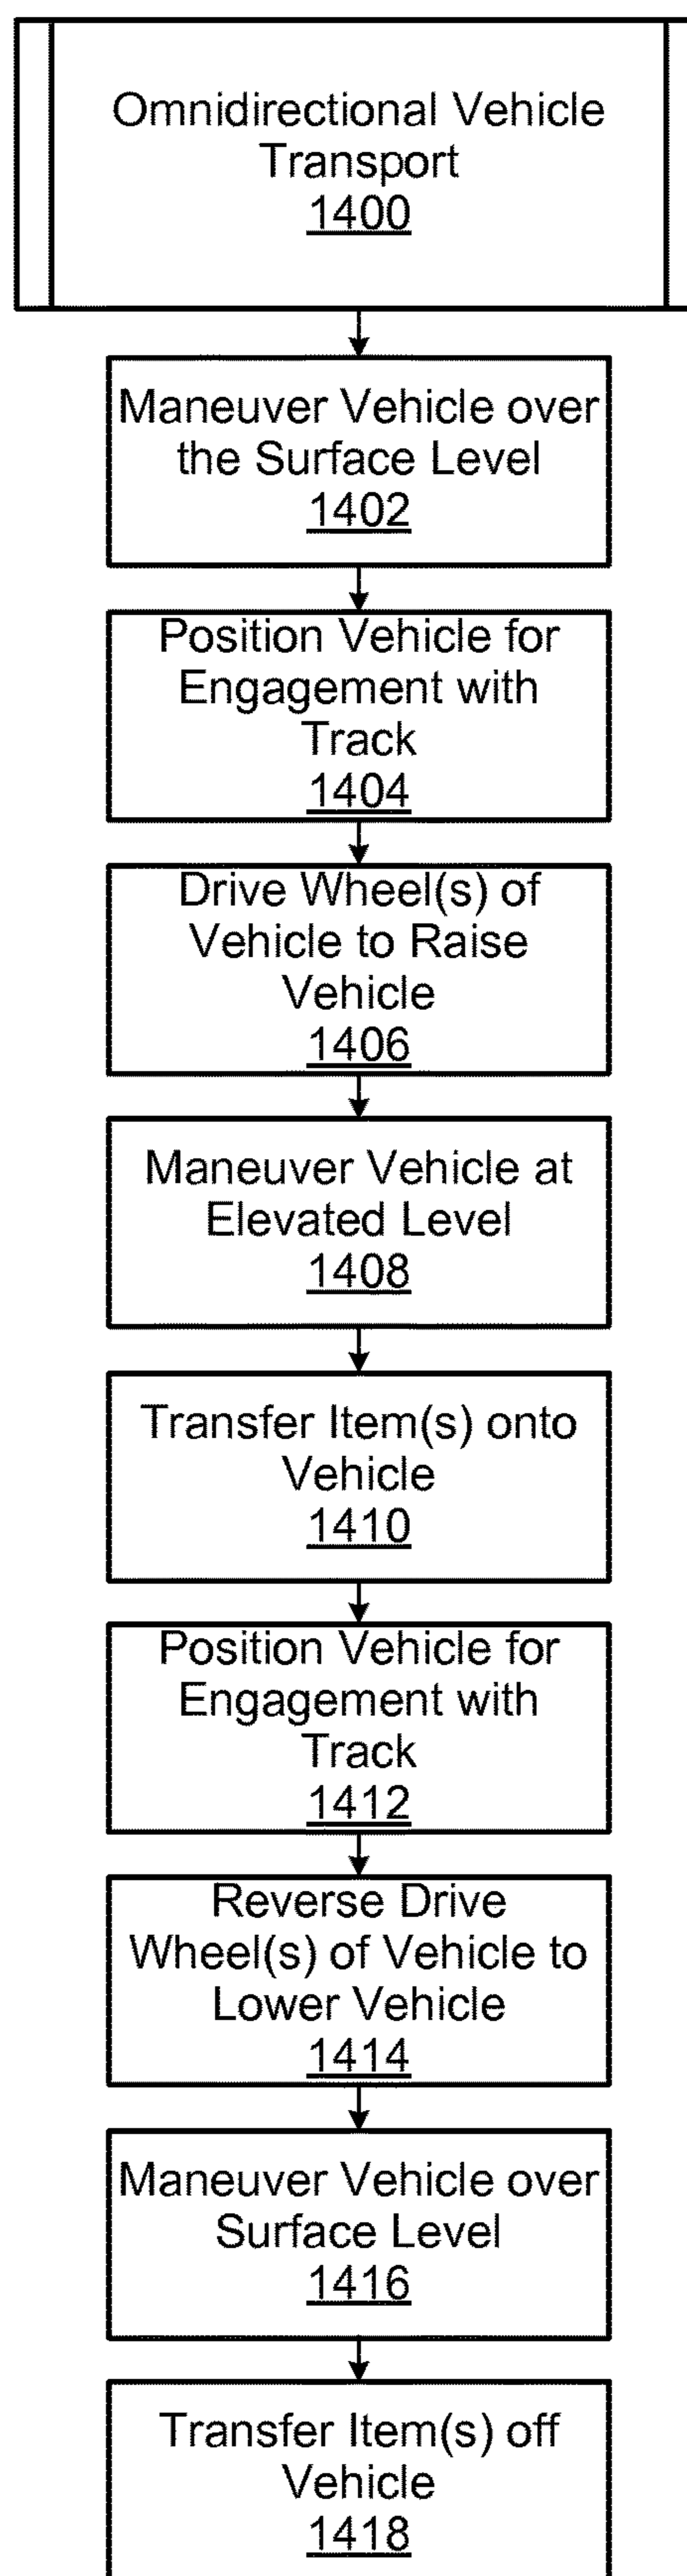 Omnidirectional Vehicle
Transport
1400
Maneuver Vehicle over
the Surface Level
1402
Position Vehicle for
Engagement with
Track
1404
Drive Wheel(s) of
Vehicle to Raise
Vehicle
1406
Maneuver Vehicle at
Elevated Level
1408
Transfer Item(s) onto
Vehicle
1410
Position Vehicle for
Engagement with
Track
1412
Reverse Drive
Wheel(s) of Vehicle to
Lower Vehicle
1414
Maneuver Vehicle over
Surface Level
1416
Transfer Item(s) off
Vehicle
1418